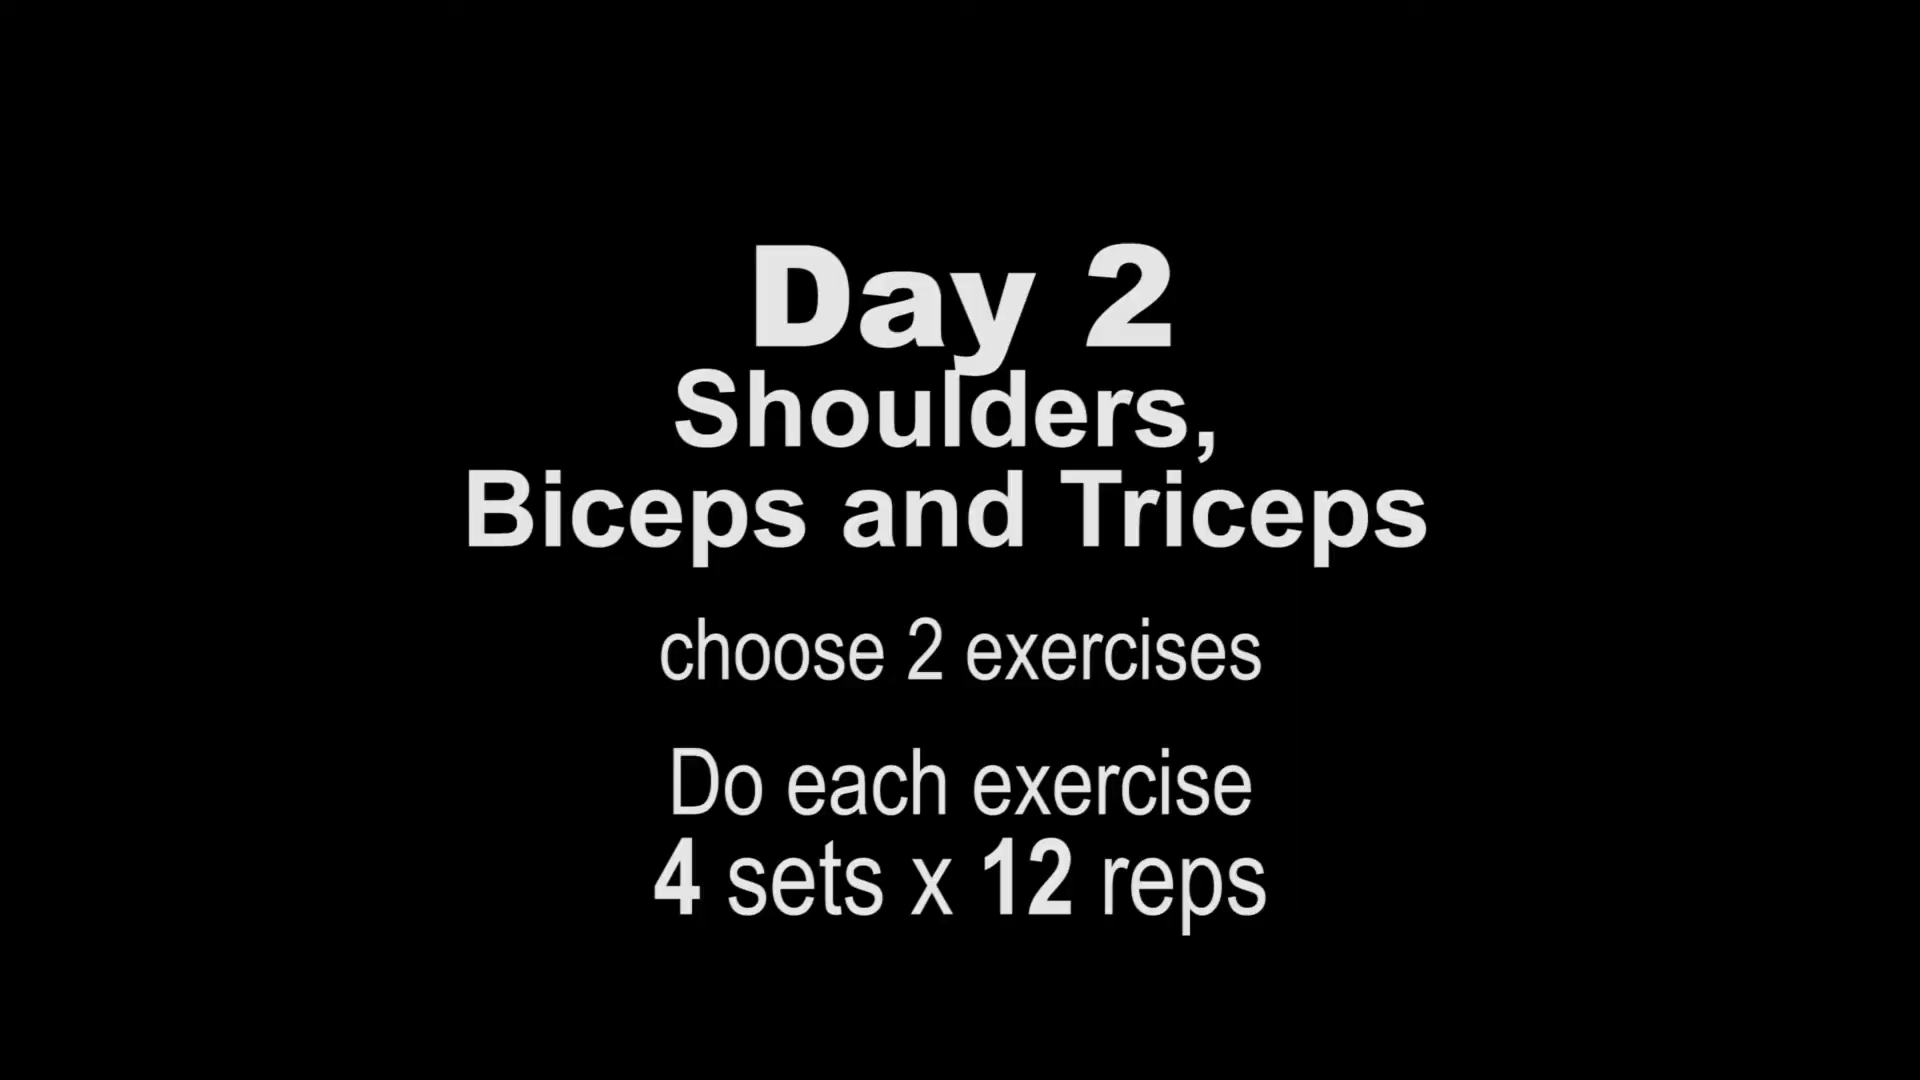 Day 2
Shoulders,
Biceps and Triceps
choose 2 exercises
Do each exercise
4 sets x 12 reps